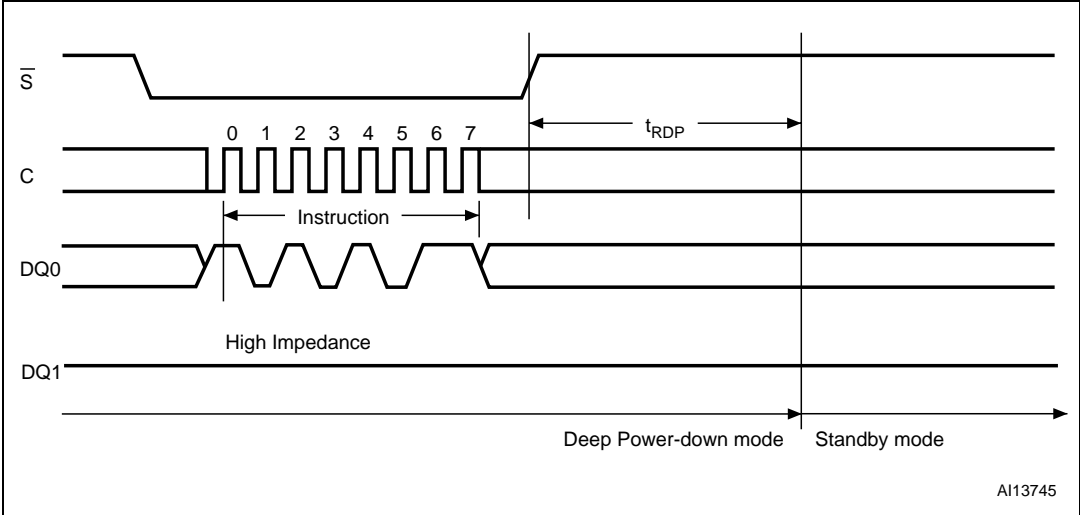 S̅
0 1 2 3 4 5 6 7
tRDP
C
Instruction
DQ0
High Impedance
DQ1
Deep Power-down mode Standby mode
AI13745